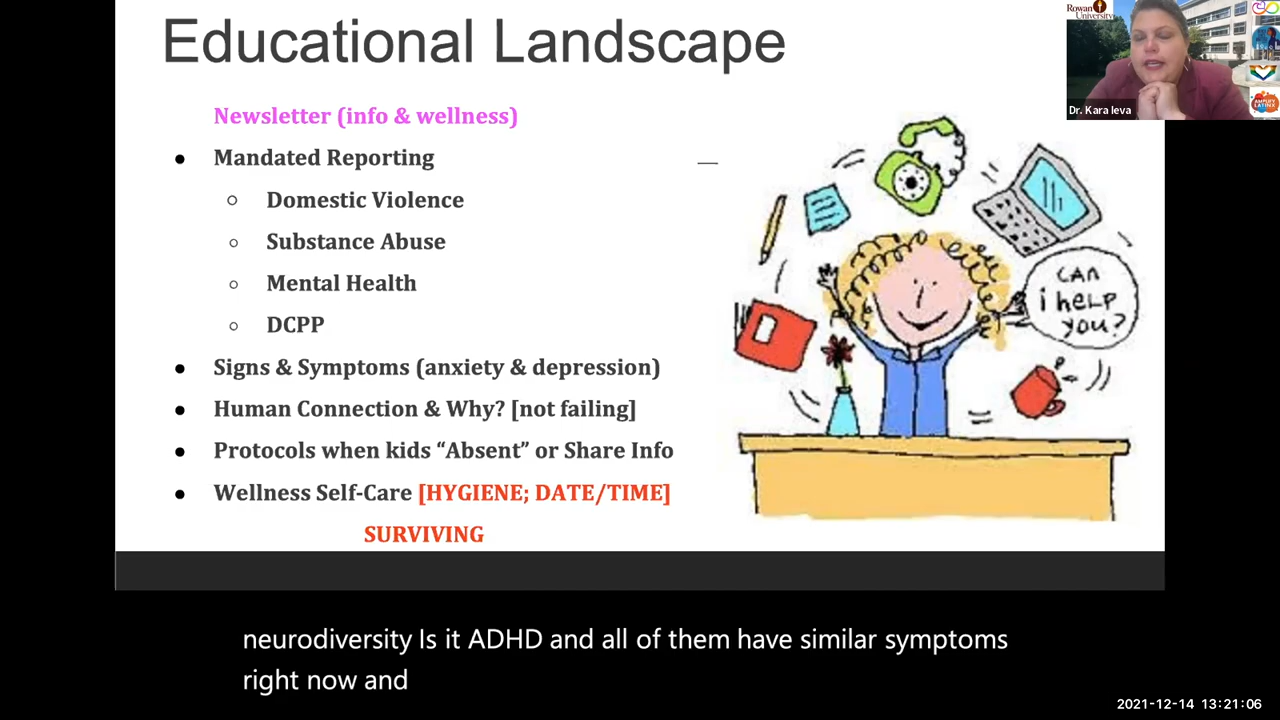 Educational Landscape
Newsletter (info & wellness)
● Mandated Reporting
○ Domestic Violence
○ Substance Abuse
○ Mental Health
○ DCPP
● Signs & Symptoms (anxiety & depression)
● Human Connection & Why? [not failing]
● Protocols when kids “Absent” or Share Info
● Wellness Self-Care [HYGIENE; DATE/TIME]
SURVIVING
CAN
i HELP
you?
Rowan
University
AMPLIFY
LATINX
Dr. Kara Ieva
neurodiversity Is it ADHD and all of them have similar symptoms
right now and
2021-12-14 13:21:06